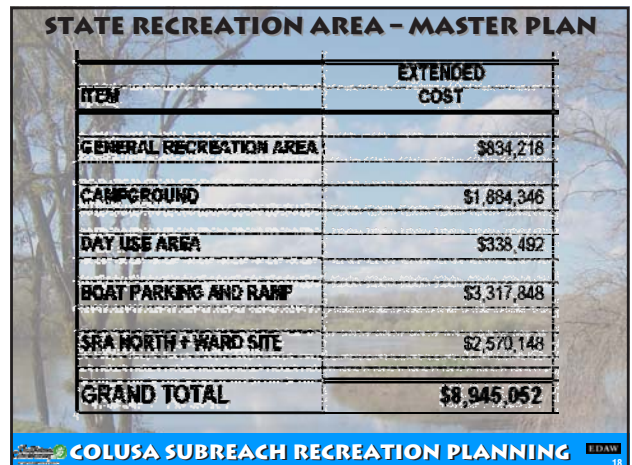 STATE RECREATION AREA – MASTER PLAN
EXTENDED
ITEM COST
GENERAL RECREATION AREA $834,218
CAMPGROUND $1,884,346
DAY USE AREA $338,492
BOAT PARKING AND RAMP $3,317,848
SRA NORTH + WARD SITE $2,570,148
GRAND TOTAL $8,945,052
COLUSA SUBREACH RECREATION PLANNING EDAW
18